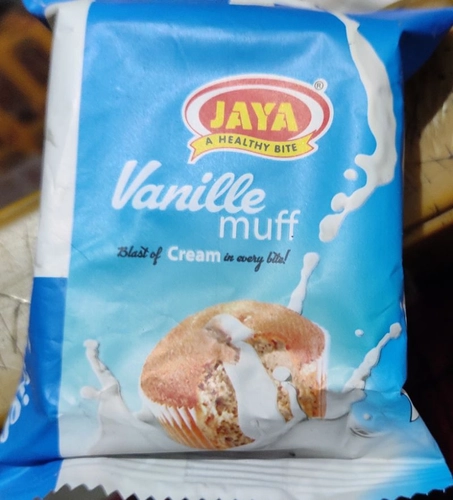 JAYA
®
A HEALTHY BITE
Vanille
muff
Blast of Cream in every bite!